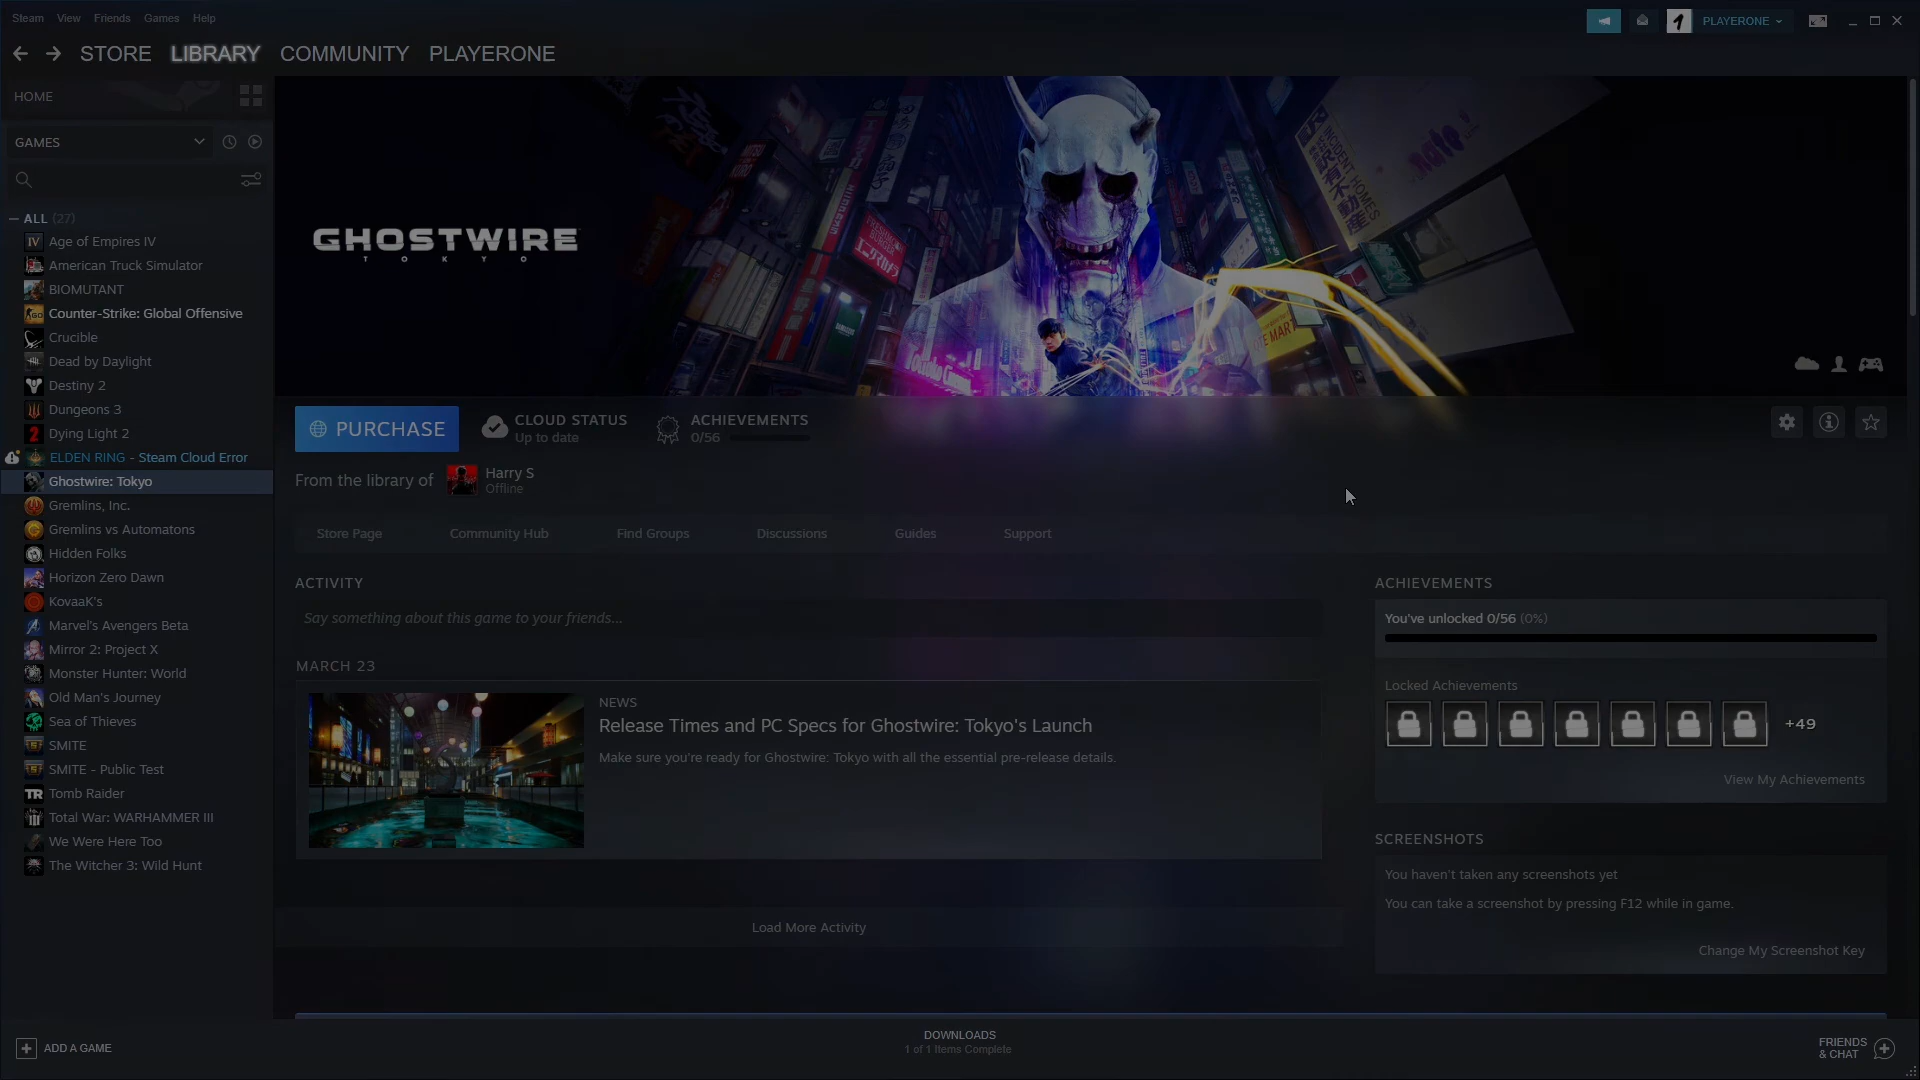 Steam View Friends Games Help
PLAYERONE
STORE LIBRARY COMMUNITY PLAYERONE
HOME
GAMES
ALL (27)
Age of Empires IV
American Truck Simulator
BIOMUTANT
Counter-Strike: Global Offensive
Crucible
Dead by Daylight
Destiny 2
Dungeons 3
Dying Light 2
ELDEN RING - Steam Cloud Error
Ghostwire: Tokyo
Gremlins, Inc.
Gremlins vs Automatons
Hidden Folks
Horizon Zero Dawn
KovaaK's
Marvel's Avengers Beta
Mirror 2: Project X
Monster Hunter: World
Old Man's Journey
Sea of Thieves
SMITE
SMITE - Public Test
Tomb Raider
Total War: WARHAMMER III
We Were Here Too
The Witcher 3: Wild Hunt
GHOSTWIRE
TOKYO
PURCHASE
CLOUD STATUS
Up to date
ACHIEVEMENTS
0/56
From the library of
Harry S
Offline
Store Page Community Hub Find Groups Discussions Guides Support
ACTIVITY
Say something about this game to your friends...
MARCH 23
NEWS
Release Times and PC Specs for Ghostwire: Tokyo's Launch
Make sure you're ready for Ghostwire: Tokyo with all the essential pre-release details.
Load More Activity
ACHIEVEMENTS
You've unlocked 0/56 (0%)
Locked Achievements
+49
View My Achievements
SCREENSHOTS
You haven't taken any screenshots yet
You can take a screenshot by pressing F12 while in game.
Change My Screenshot Key
ADD A GAME
DOWNLOADS
1 of 1 Items Complete
FRIENDS
& CHAT